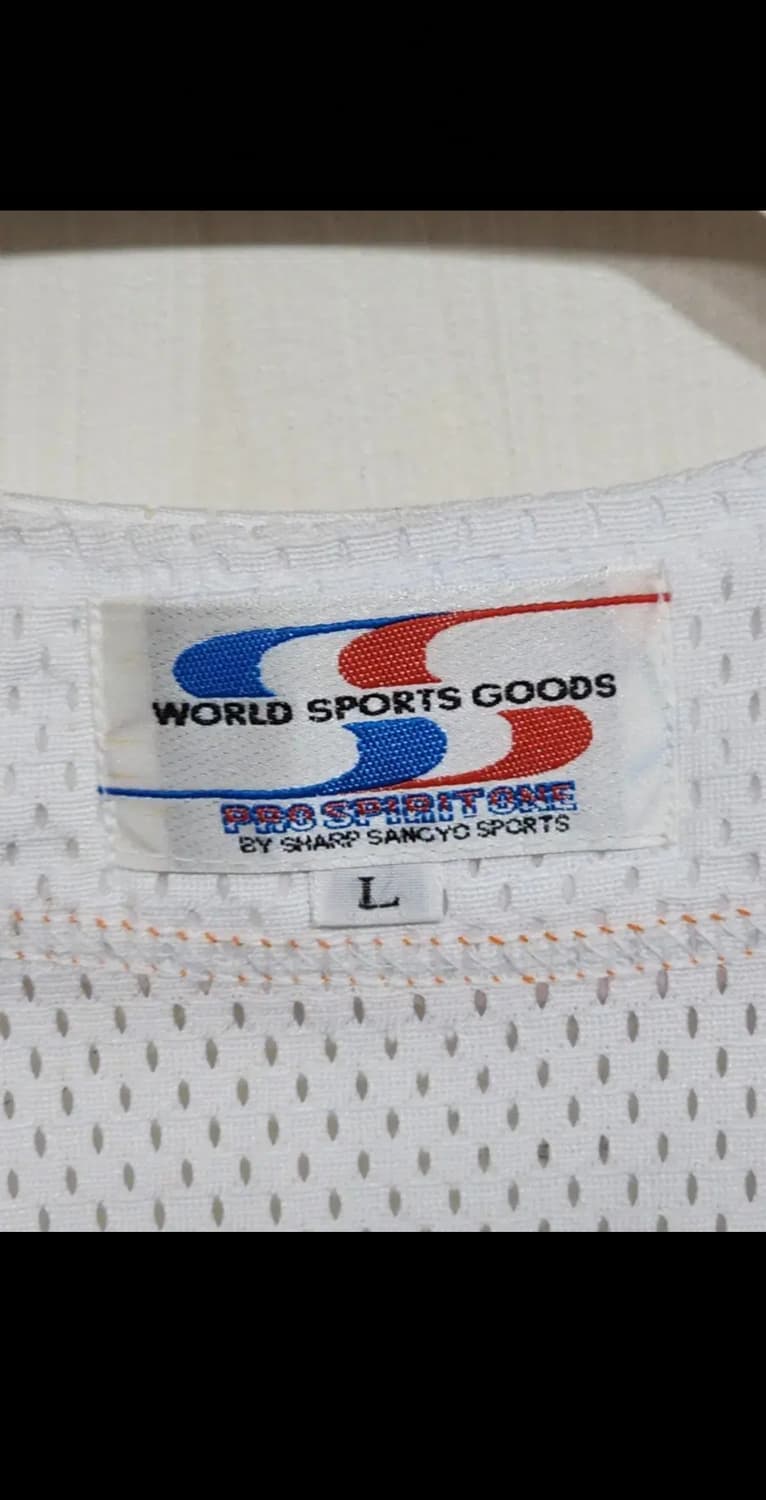 WORLD SPORTS GOODS
PRO SPIRIT ONE
BY SHARP SANGYO SPORTS
L